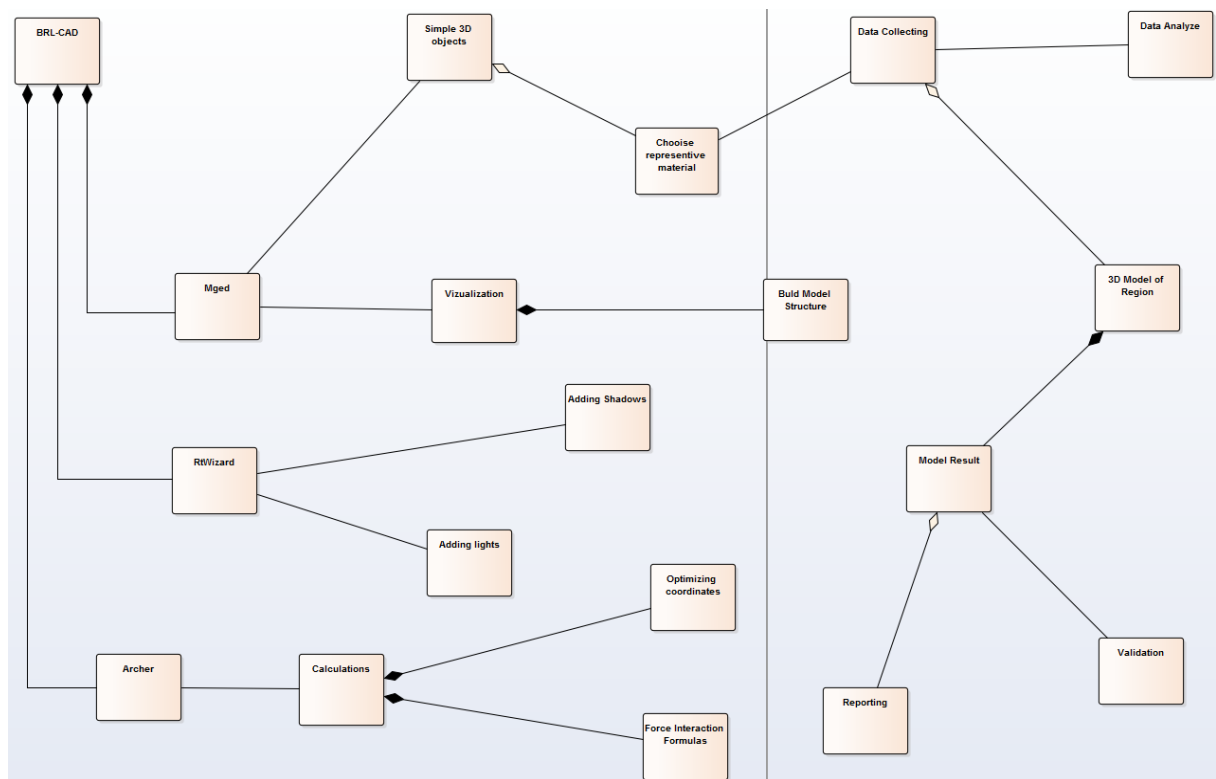 BRL-CAD
Simple 3D
objects
Data Collecting
Data Analyze
Chooise
representive
material
Mged
Vizualization
Buld Model
Structure
3D Model of
Region
Adding Shadows
RtWizard
Model Result
Adding lights
Optimizing
coordinates
Archer
Calculations
Validation
Reporting
Force Interaction
Formulas